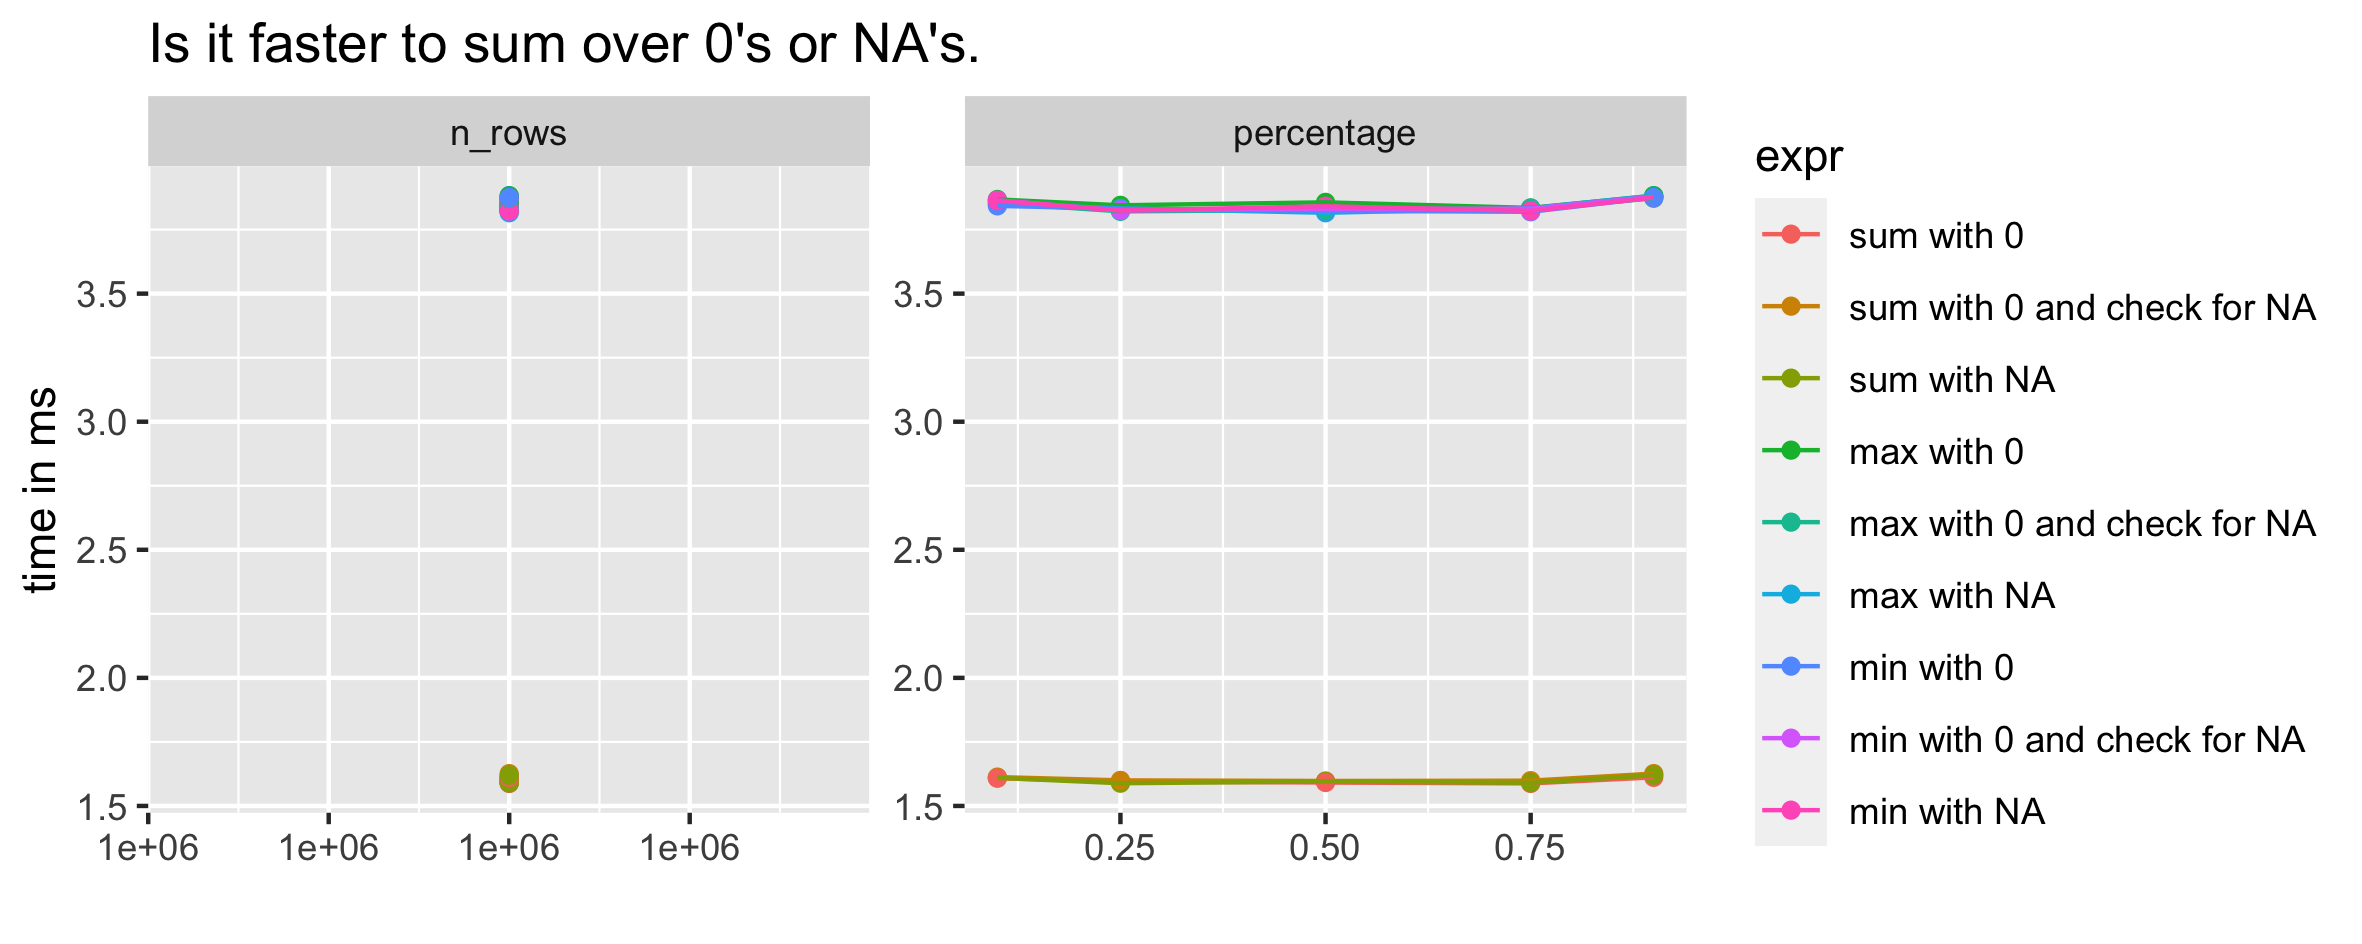 Is it faster to sum over 0's or NA's.
n_rows
percentage
time in ms
3.5
3.0
2.5
2.0
1.5
1e+06 1e+06 1e+06 1e+06
3.5
3.0
2.5
2.0
1.5
0.25 0.50 0.75
expr
sum with 0
sum with 0 and check for NA
sum with NA
max with 0
max with 0 and check for NA
max with NA
min with 0
min with 0 and check for NA
min with NA